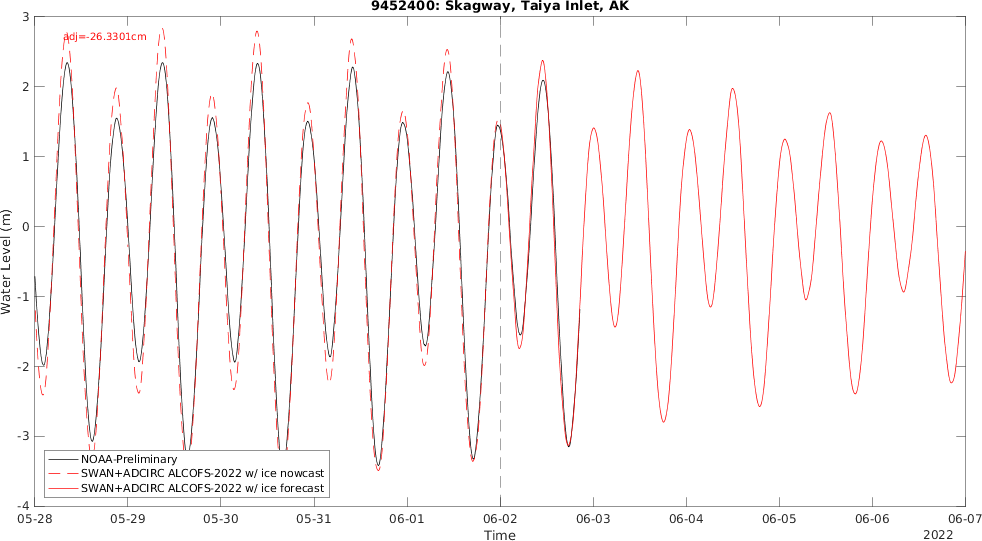 9452400: Skagway, Taiya Inlet, AK
adj=-26.3301cm
Water Level (m)
3
2
1
0
-1
-2
-3
-4
NOAA-Preliminary
SWAN+ADCIRC ALCOFS-2022 w/ ice nowcast
SWAN+ADCIRC ALCOFS-2022 w/ ice forecast
05-28 05-29 05-30 05-31 06-01 06-02 06-03 06-04 06-05 06-06 06-07
Time
2022